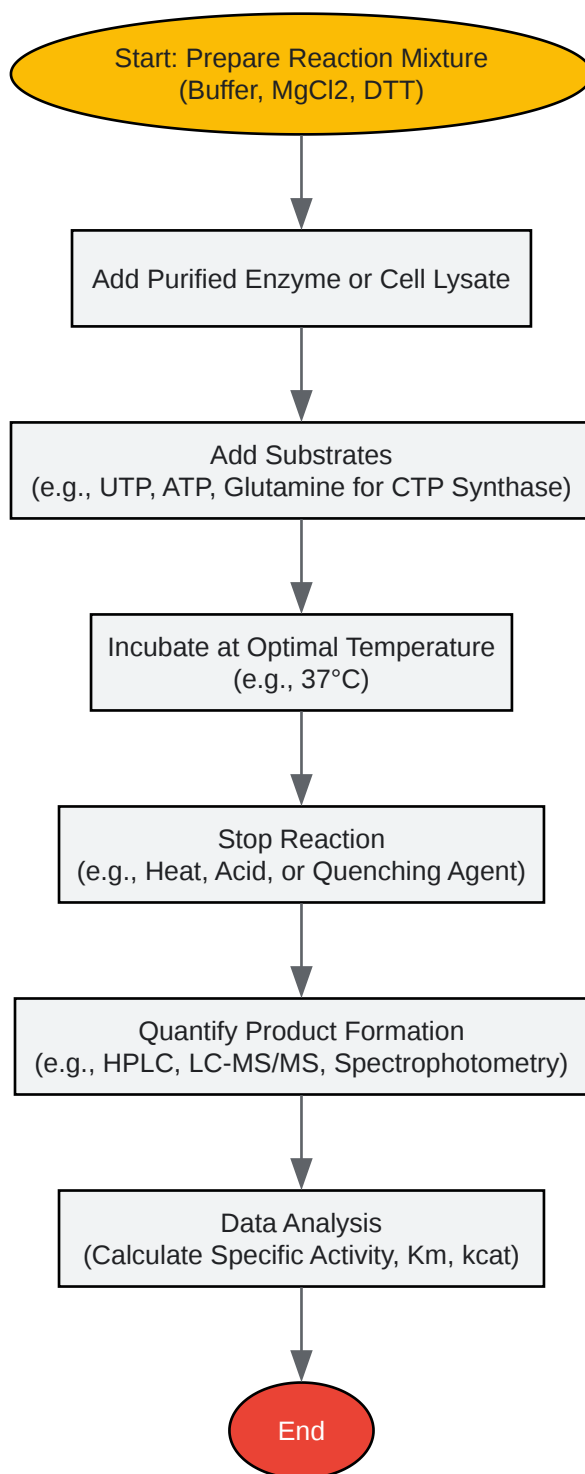 Start: Prepare Reaction Mixture
(Buffer, MgCl2, DTT)
Add Purified Enzyme or Cell Lysate
Add Substrates
(e.g., UTP, ATP, Glutamine for CTP Synthase)
Incubate at Optimal Temperature
(e.g., 37°C)
Stop Reaction
(e.g., Heat, Acid, or Quenching Agent)
Quantify Product Formation
(e.g., HPLC, LC-MS/MS, Spectrophotometry)
Data Analysis
(Calculate Specific Activity, Km, kcat)
End